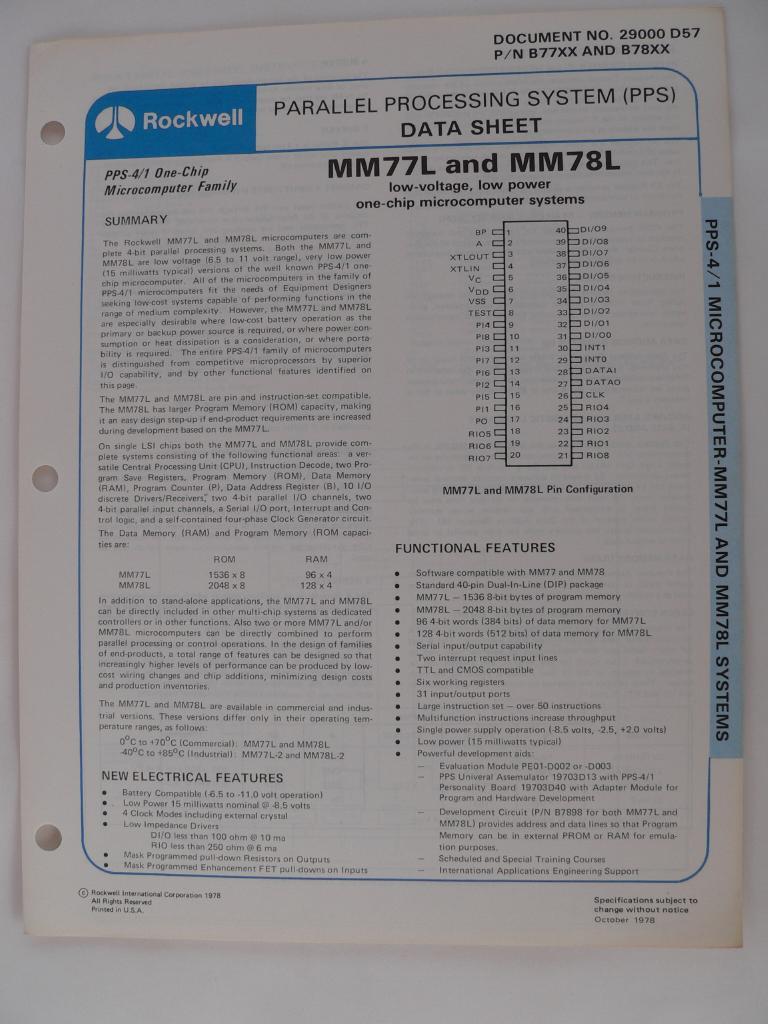 DOCUMENT NO. 29000 D57
P/N B77XX AND B78XX
Rockwell
PARALLEL PROCESSING SYSTEM (PPS)
DATA SHEET
PPS-4/1 One-Chip
Microcomputer Family
MM77L and MM78L
low-voltage, low power
one-chip microcomputer systems
SUMMARY
The Rockwell MM77L and MM78L microcomputers are com-
plete 4-bit parallel processing systems. Both the MM77L and
MM78L are low voltage (6.5 to 11 volt range), very low power
(15 milliwatts typical) versions of the well known PPS-4/1 one-
chip microcomputer. All of the microcomputers in the family of
PPS-4/1 microcomputers fit the needs of Equipment Designers
seeking low-cost systems capable of performing functions in the
range of medium complexity. However, the MM77L and MM78L
are especially desirable where low-cost battery operation as the
primary or backup power source is required, or where power con-
sumption or heat dissipation is a consideration, or where porta-
bility is required. The entire PPS-4/1 family of microcomputers
is distinguished from competitive microprocessors by superior
I/O capability, and by other functional features identified on
this page.
The MM77L and MM78L are pin and instruction-set compatible.
The MM78L has larger Program Memory (ROM) capacity, making
it an easy design step-up if end-product requirements are increased
during development based on the MM77L.
On single LSI chips both the MM77L and MM78L provide com-
plete systems consisting of the following functional areas: a ver-
satile Central Processing Unit (CPU), Instruction Decode, two Pro-
gram Save Registers, Program Memory (ROM), Data Memory
(RAM), Program Counter (P), Data Address Register (B), 10 I/O
discrete Drivers/Receivers, two 4-bit parallel I/O channels, two
4-bit parallel input channels, a Serial I/O port, Interrupt and Con-
trol logic, and a self-contained four-phase Clock Generator circuit.
The Data Memory (RAM) and Program Memory (ROM capaci-
ties are:
ROM RAM
MM77L 1536 x 8 96 x 4
MM78L 2048 x 8 128 x 4
In addition to stand-alone applications, the MM77L and MM78L
can be directly included in other multi-chip systems as dedicated
controllers or in other functions. Also two or more MM77L and/or
MM78L microcomputers can be directly combined to perform
parallel processing or control operations. In the design of families
of end-products, a total range of features can be designed so that
increasingly higher levels of performance can be produced by low-
cost wiring changes and chip additions, minimizing design costs
and production inventories.
The MM77L and MM78L are available in commercial and indus-
trial versions. These versions differ only in their operating tem-
perature ranges, as follows:
0°C to +70°C (Commercial): MM77L and MM78L
-40°C to +85°C (Industrial): MM77L-2 and MM78L-2
NEW ELECTRICAL FEATURES
• Battery Compatible (-6.5 to -11.0 volt operation)
• Low Power 15 milliwatts nominal @ -8.5 volts
• 4 Clock Modes including external crystal
• Low Impedance Drivers
DI/O less than 100 ohm @ 10 ma
RIO less than 250 ohm @ 6 ma
• Mask Programmed pull-down Resistors on Outputs
• Mask Programmed Enhancement FET pull-downs on Inputs
BP 1 40 DI/O9
A 2 39 DI/O8
XTLOUT 3 38 DI/O7
XTLIN 4 37 DI/O6
VC 5 36 DI/O5
VDD 6 35 DI/O4
VSS 7 34 DI/O3
TEST 8 33 DI/O2
PI4 9 32 DI/O1
PI8 10 31 DI/O0
PI3 11 30 INT1
PI7 12 29 INT0
PI6 13 28 DATAI
PI2 14 27 DATAO
PI5 15 26 CLK
PI1 16 25 RIO4
PO 17 24 RIO3
RIO5 18 23 RIO2
RIO6 19 22 RIO1
RIO7 20 21 RIO8
MM77L and MM78L Pin Configuration
FUNCTIONAL FEATURES
• Software compatible with MM77 and MM78
• Standard 40-pin Dual-In-Line (DIP) package
• MM77L — 1536 8-bit bytes of program memory
• MM78L — 2048 8-bit bytes of program memory
• 96 4-bit words (384 bits) of data memory for MM77L
• 128 4-bit words (512 bits) of data memory for MM78L
• Serial input/output capability
• Two interrupt request input lines
• TTL and CMOS compatible
• Six working registers
• 31 input/output ports
• Large instruction set — over 50 instructions
• Multifunction instructions increase throughput
• Single power supply operation (-8.5 volts, -2.5, +2.0 volts)
• Low power (15 milliwatts typical)
• Powerful development aids:
— Evaluation Module PE01-D002 or -D003
— PPS Univeral Assemulator 19703D13 with PPS-4/1
Personality Board 19703D40 with Adapter Module for
Program and Hardware Development
— Development Circuit (P/N B7898 for both MM77L and
MM78L) provides address and data lines so that Program
Memory can be in external PROM or RAM for emula-
tion purposes.
— Scheduled and Special Training Courses
— International Applications Engineering Support
PPS-4/1 MICROCOMPUTER-MM77L AND MM78L SYSTEMS
© Rockwell International Corporation 1978
All Rights Reserved
Printed in U.S.A.
Specifications subject to
change without notice
October 1978